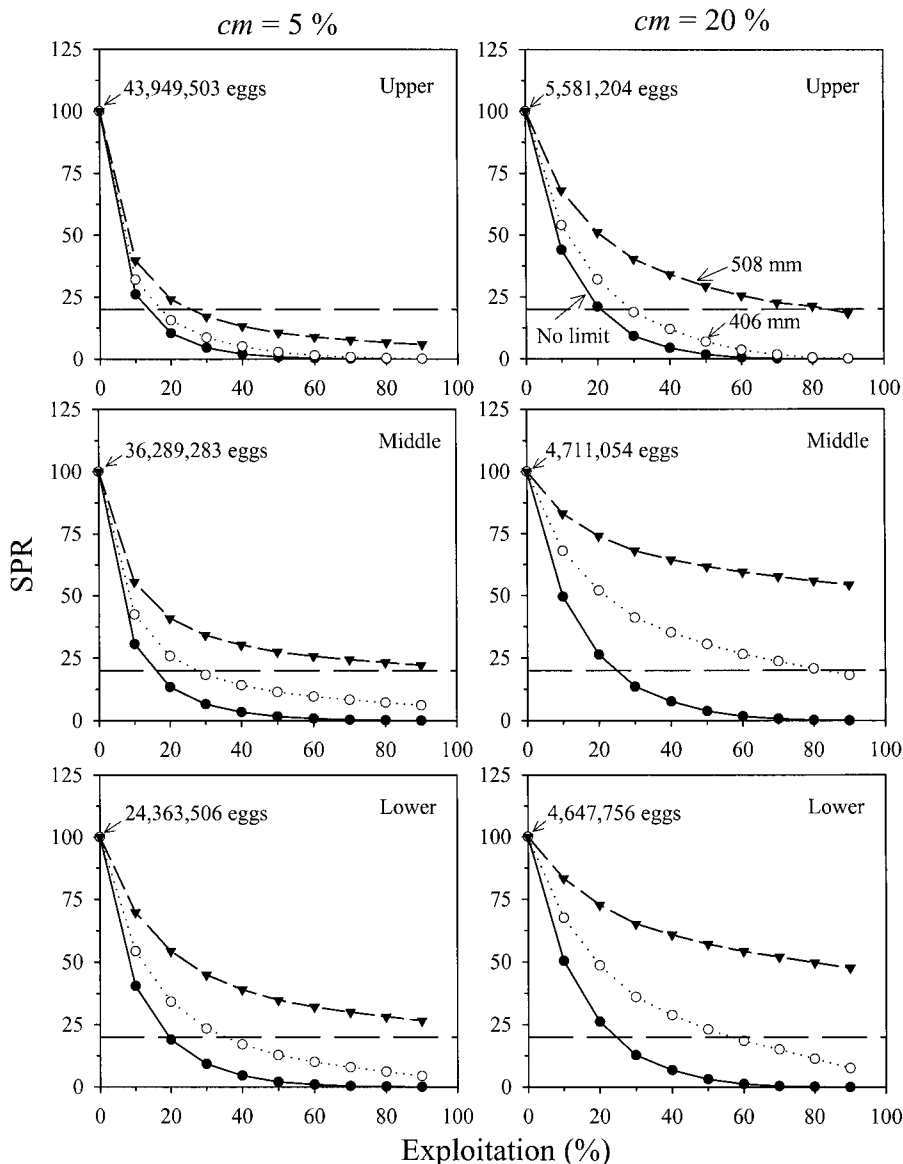 cm = 5 %
cm = 20 %
125
100
75
50
25
0
43,949,503 eggs
Upper
0 20 40 60 80 100
125
100
75
50
25
0
5,581,204 eggs
Upper
508 mm
No limit
406 mm
0 20 40 60 80 100
SPR
125
100
75
50
25
0
36,289,283 eggs
Middle
0 20 40 60 80 100
125
100
75
50
25
0
4,711,054 eggs
Middle
0 20 40 60 80 100
125
100
75
50
25
0
24,363,506 eggs
Lower
0 20 40 60 80 100
125
100
75
50
25
0
4,647,756 eggs
Lower
0 20 40 60 80 100
Exploitation (%)